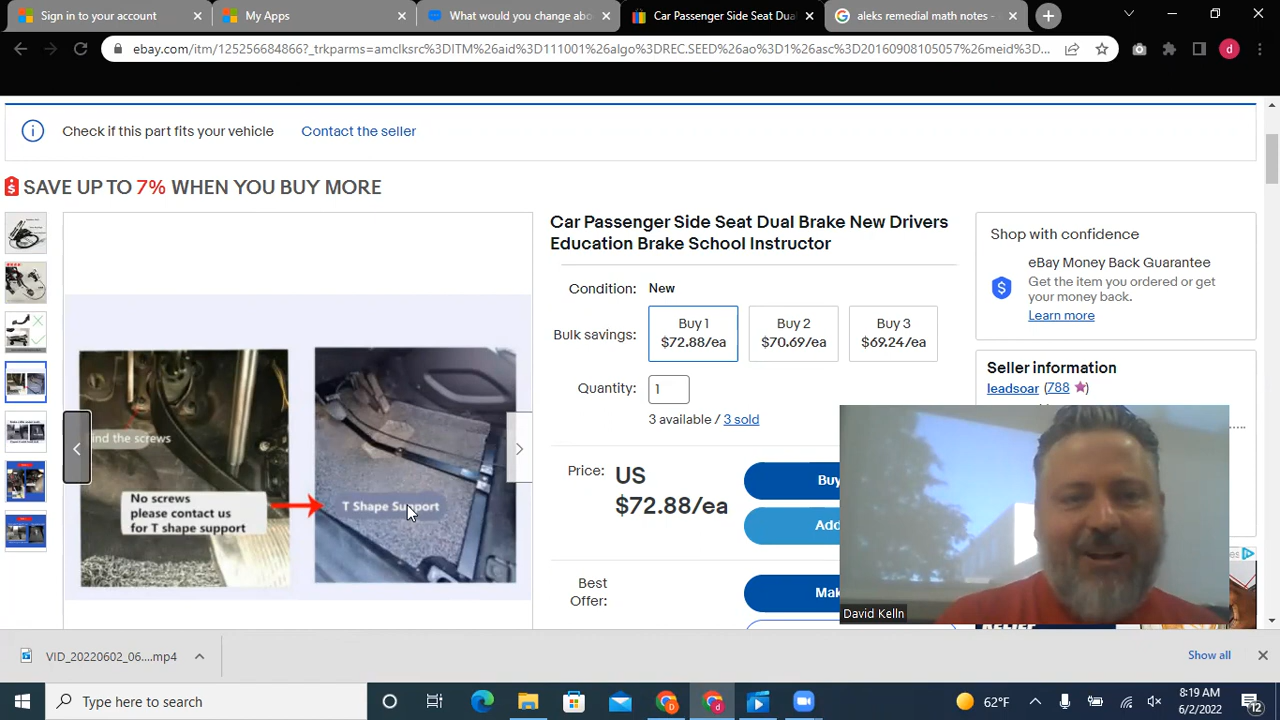 Sign in to your account
My Apps
What would you change abo
Car Passenger Side Seat Dual
aleks remedial math notes -
ebay.com/itm/125256684866?_trkparms=amclksrc%3DITM%26aid%3D111001%26algo%3DREC.SEED%26ao%3D1%26asc%3D20160908105057%26meid%3D...
d
Check if this part fits your vehicle
Contact the seller
SAVE UP TO 7% WHEN YOU BUY MORE
Car Passenger Side Seat Dual Brake New Drivers
Education Brake School Instructor
Condition: New
Bulk savings:
Buy 1
$72.88/ea
Buy 2
$70.69/ea
Buy 3
$69.24/ea
Quantity: 1
3 available / 3 sold
Price: US
$72.88/ea
Buy
Add
Best
Offer:
Mak
ind the screws
No screws
please contact us
for T shape support
T Shape Support
Shop with confidence
eBay Money Back Guarantee
Get the item you ordered or get
your money back.
Learn more
Seller information
leadsoar (788)
David Kelln
VID_20220602_06....mp4
Show all
Type here to search
62°F
8:19 AM
6/2/2022
12